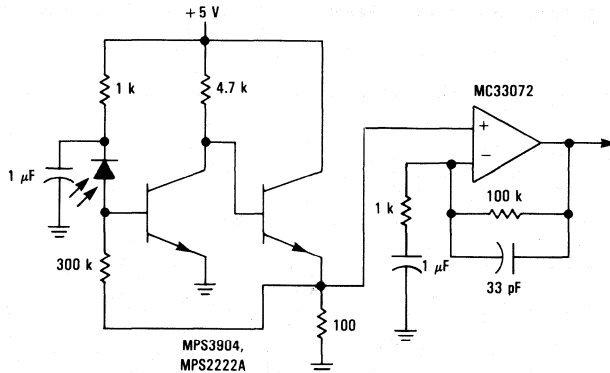 +5 V
1 k
4.7 k
MC33072
+
−
1 μF
1 k
100 k
300 k
1 μF
33 pF
100
MPS3904,
MPS2222A